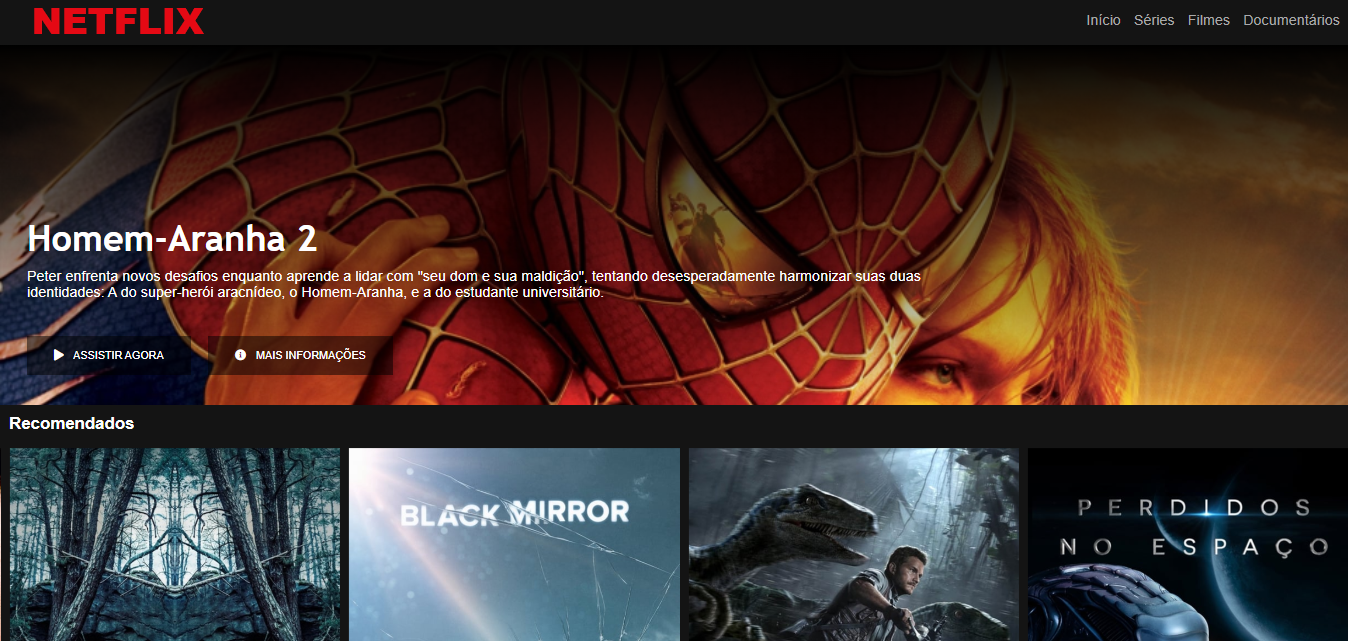 NETFLIX
Início Séries Filmes Documentários
Homem-Aranha 2
Peter enfrenta novos desafios enquanto aprende a lidar com "seu dom e sua maldição", tentando desesperadamente harmonizar suas duas
identidades: A do super-herói aracnídeo, o Homem-Aranha, e a do estudante universitário.
ASSISTIR AGORA MAIS INFORMAÇÕES
Recomendados
BLACK MIRROR
PERDIDOS
NO ESPAÇO